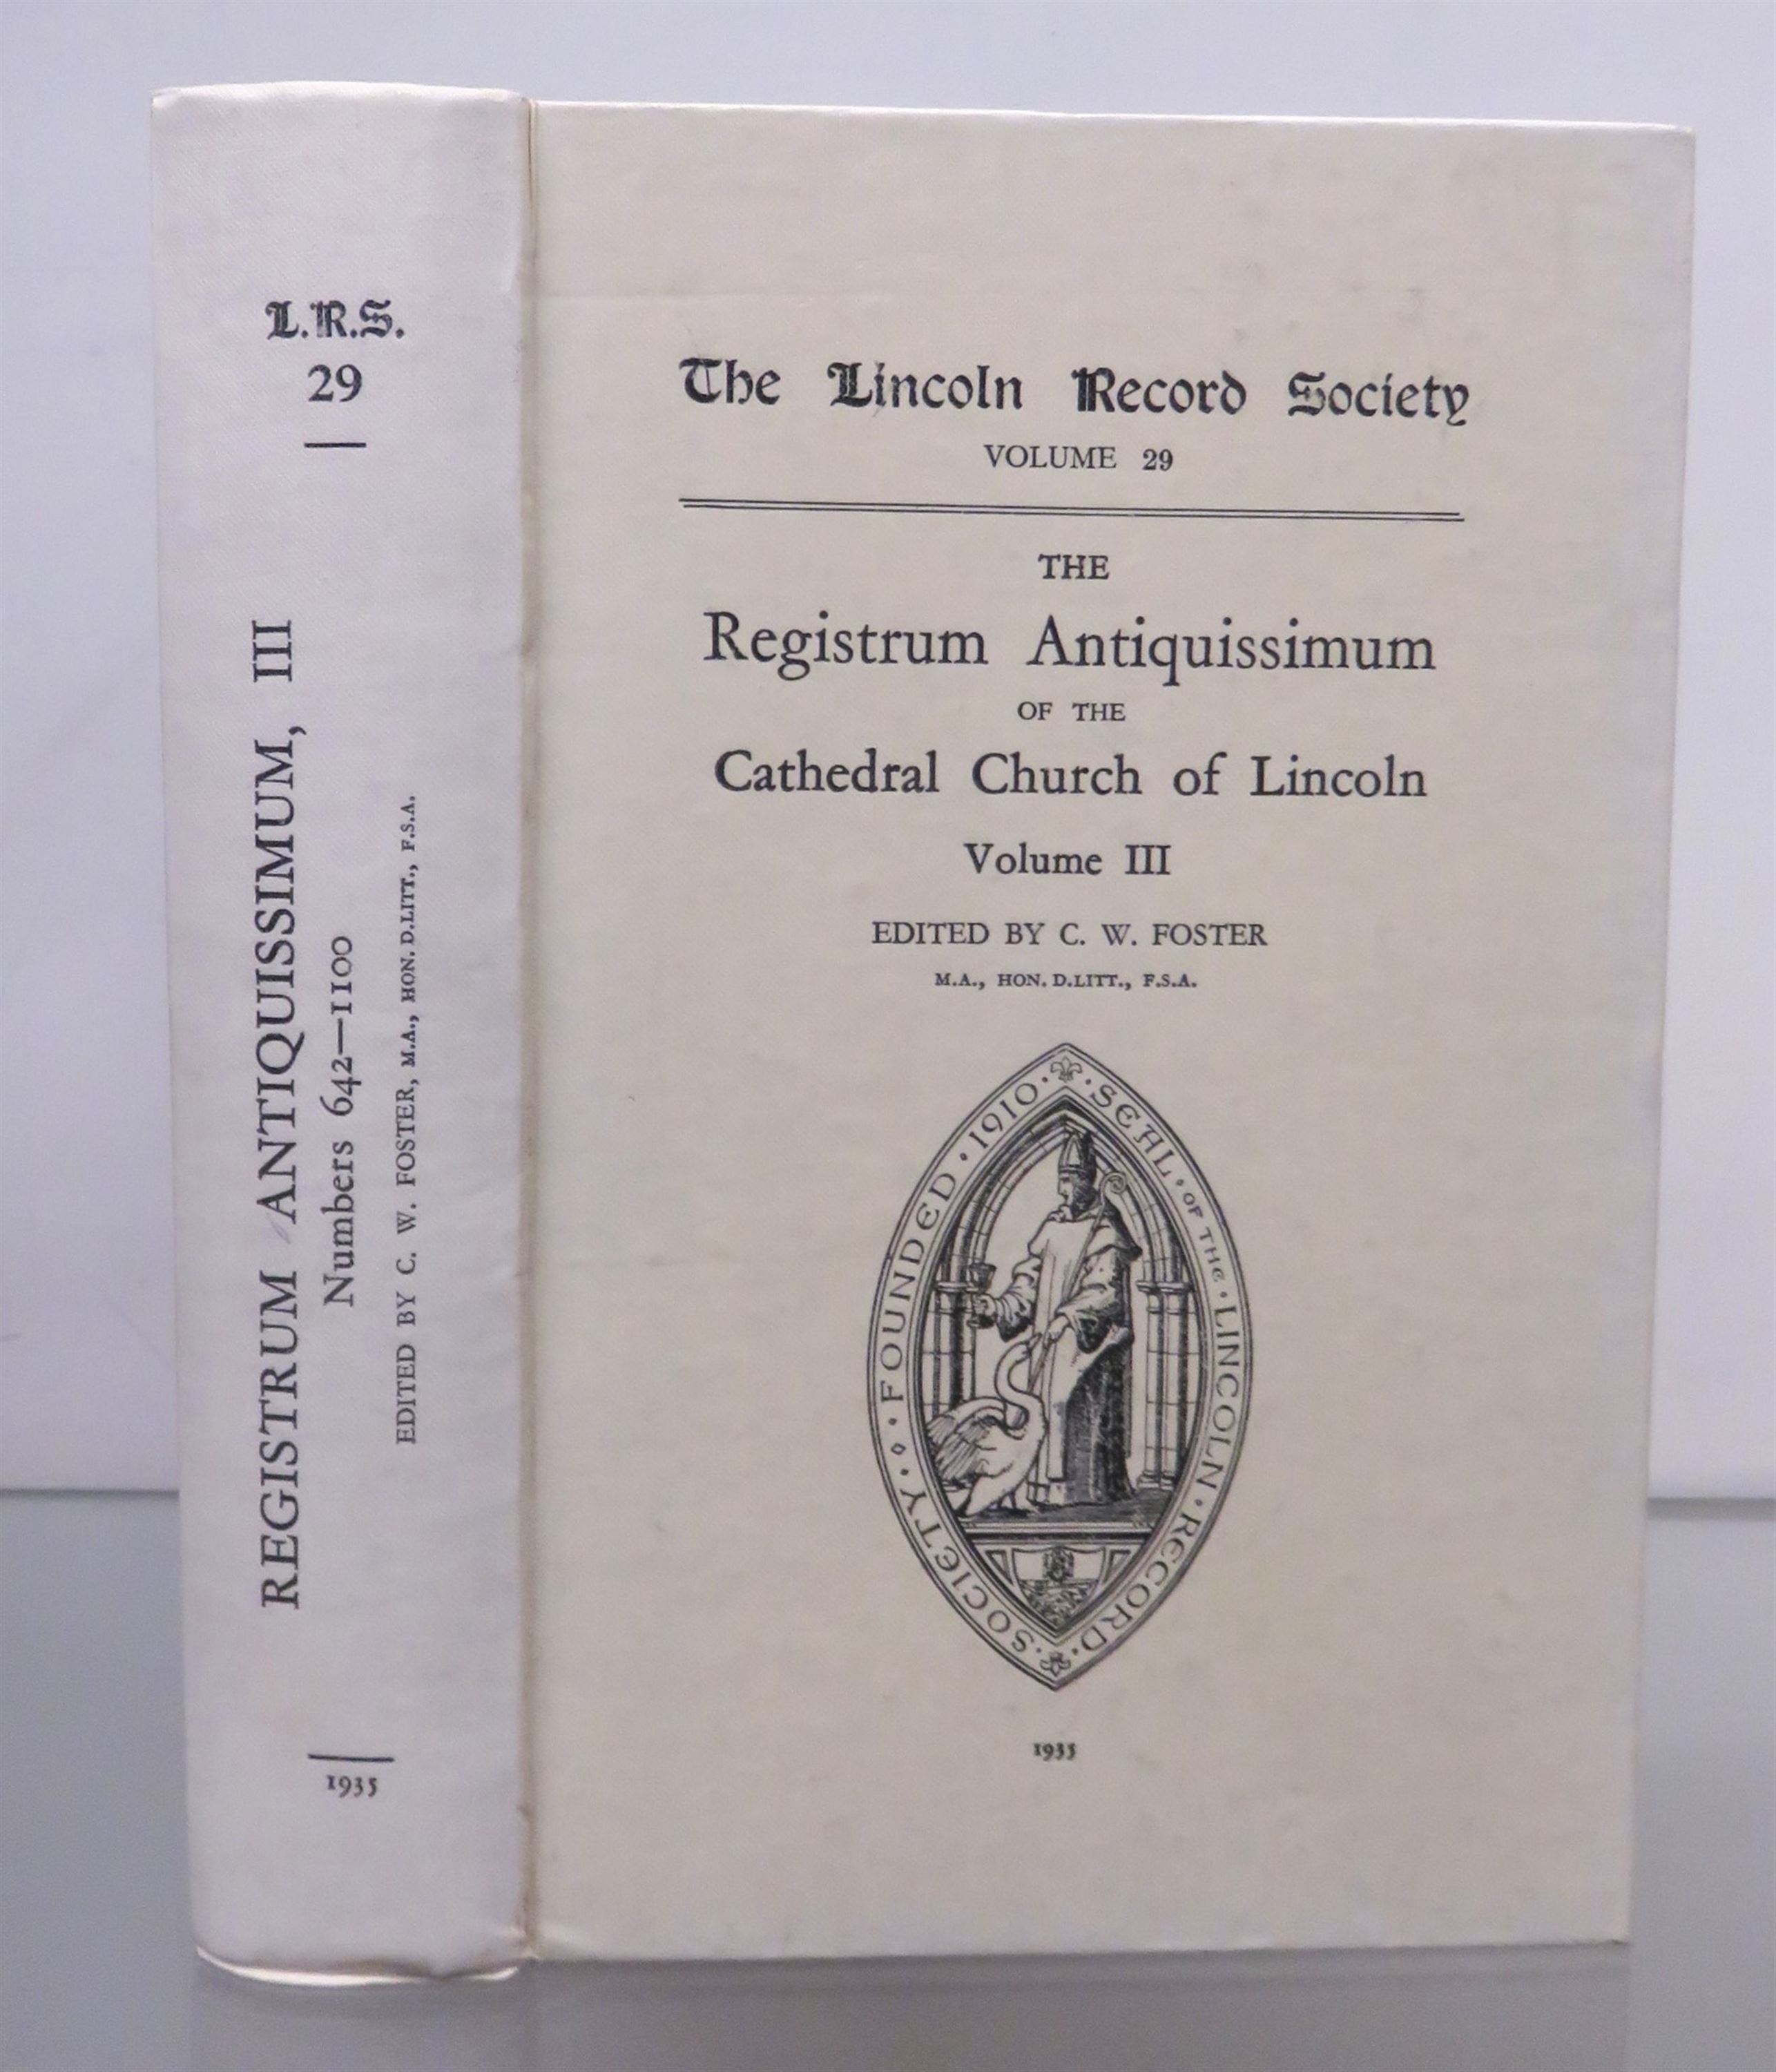 L.R.S.
29
REGISTRUM ANTIQUISSIMUM, III
Numbers 642—1100
EDITED BY C. W. FOSTER, M.A., HON. D.LITT., F.S.A.
1935
The Lincoln Record Society
VOLUME 29
THE
Registrum Antiquissimum
OF THE
Cathedral Church of Lincoln
Volume III
EDITED BY C. W. FOSTER
M.A., HON. D.LITT., F.S.A.
· SEAL · OF THE · LINCOLN · RECORD · SOCIETY · FOUNDED · 1910 ·
1935